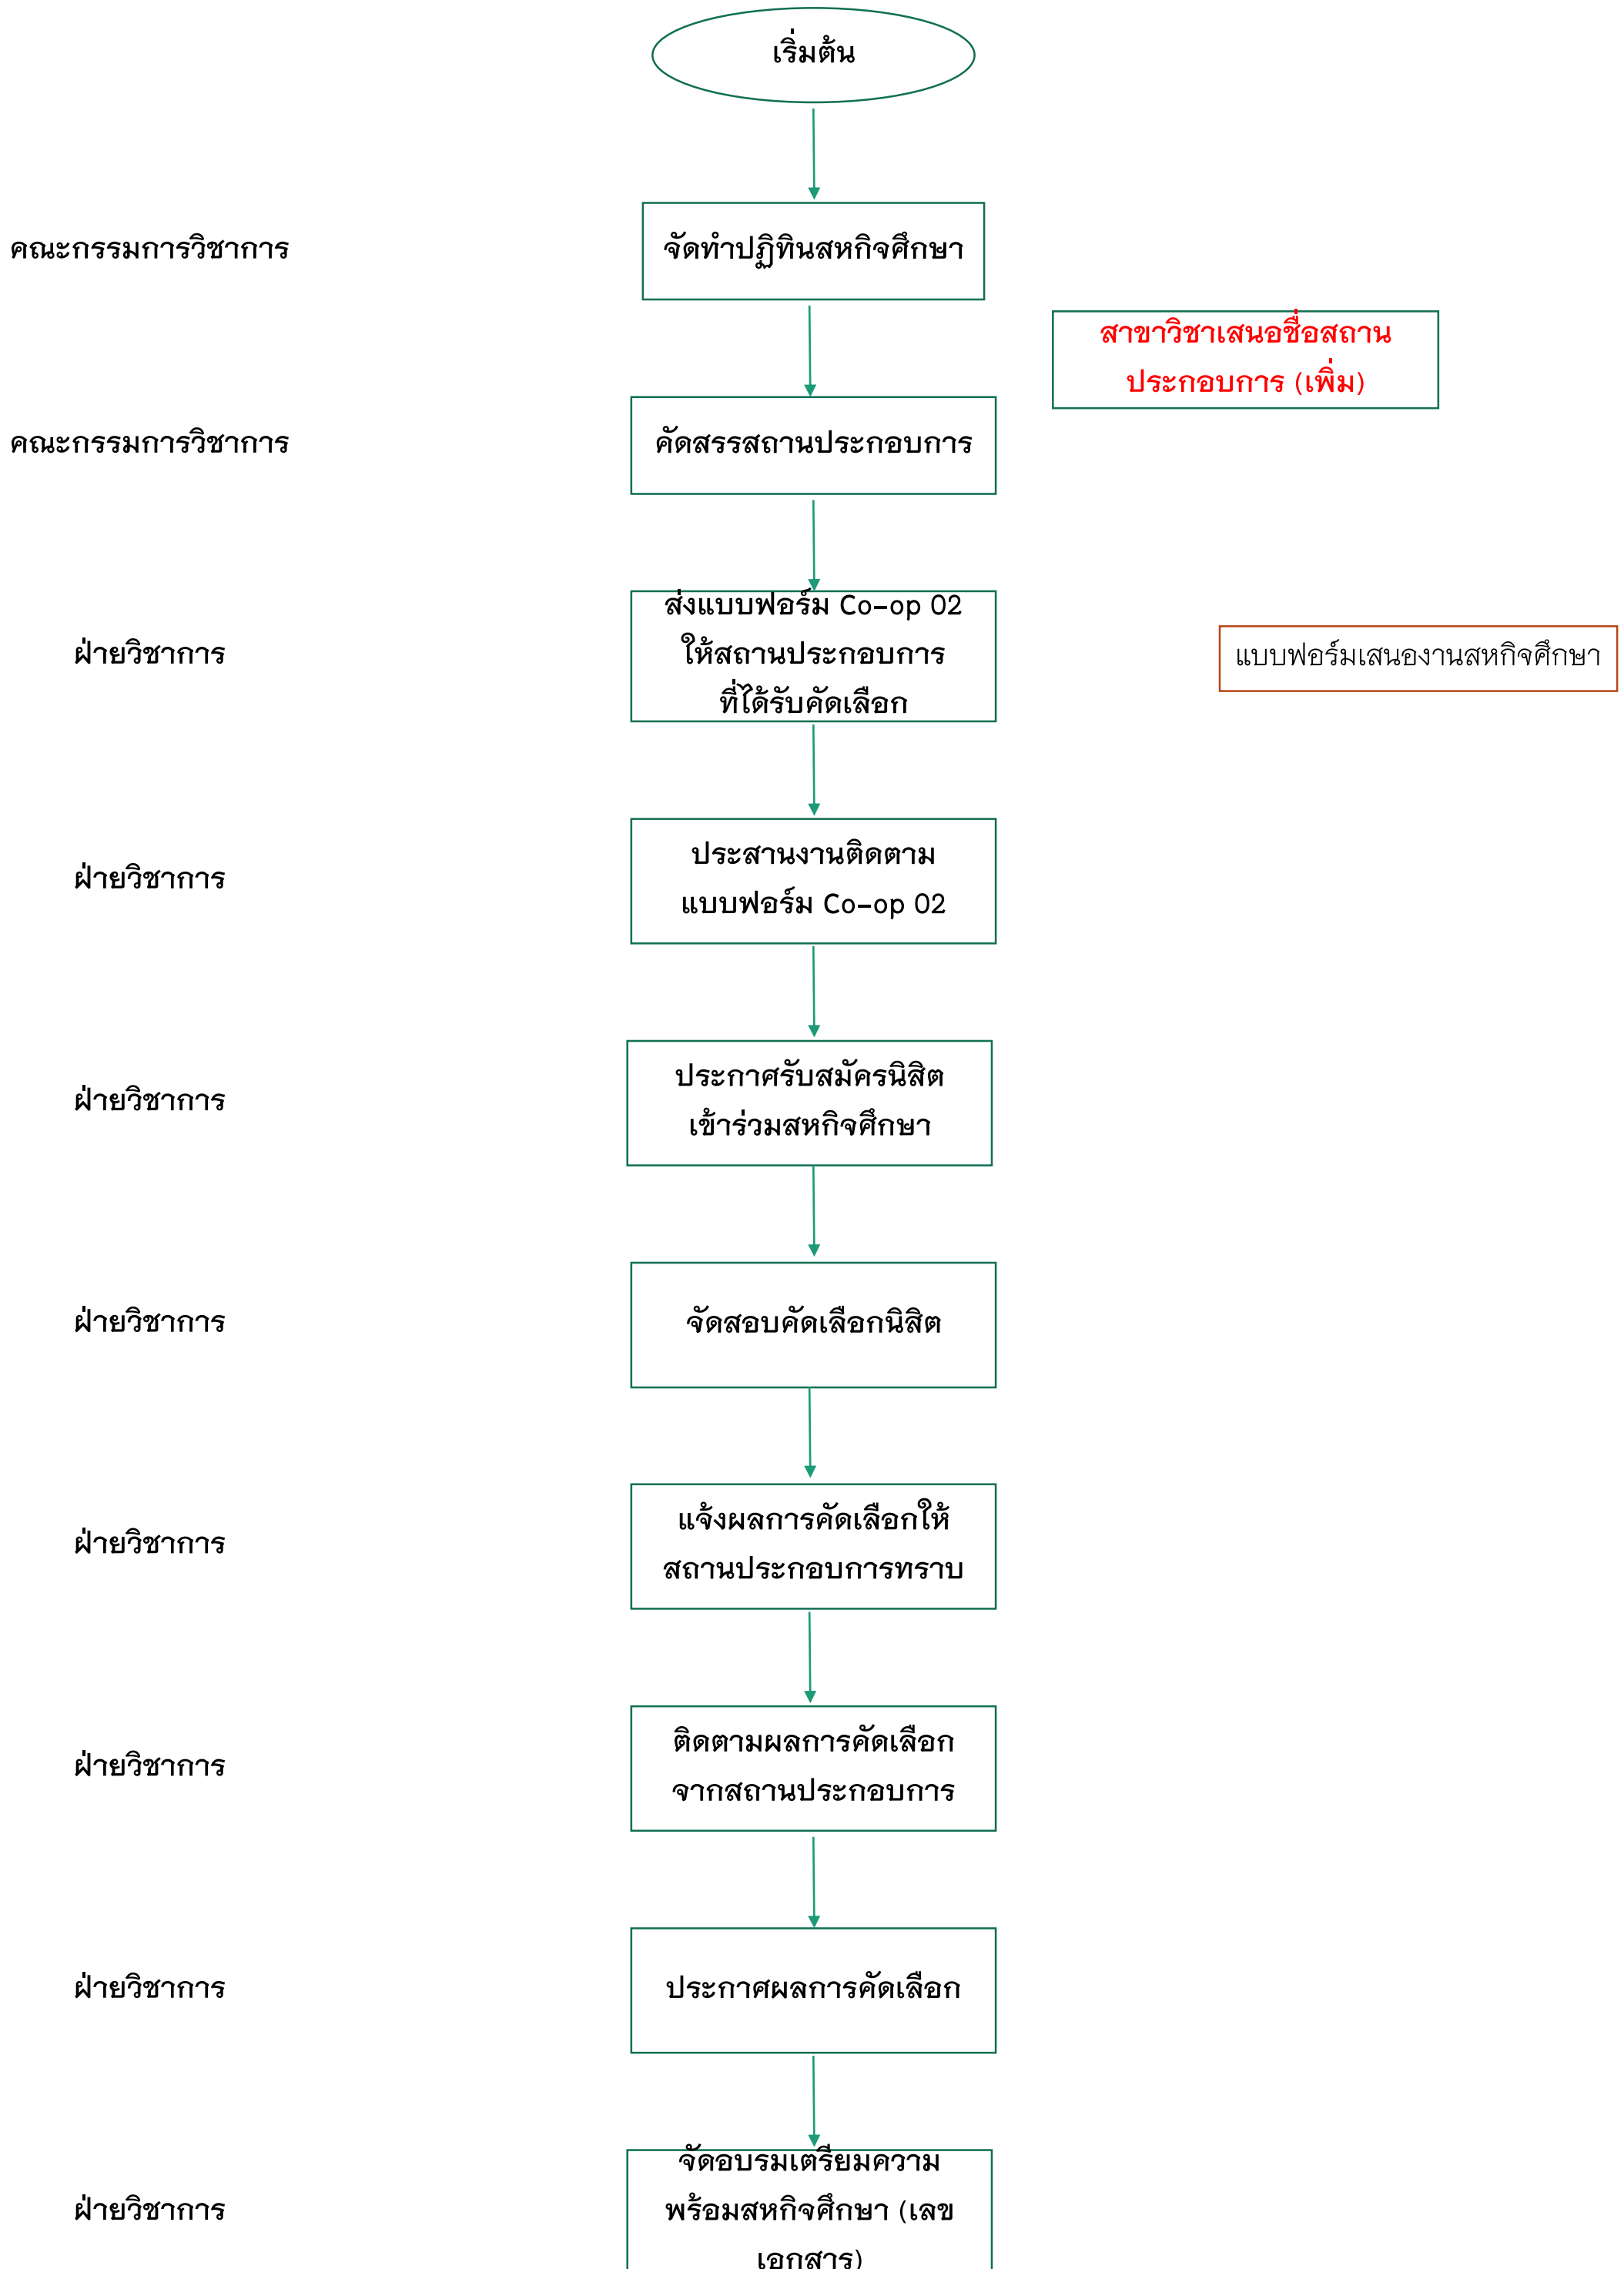 เริ่มต้น
คณะกรรมการวิชาการ
จัดทำปฏิทินสหกิจศึกษา
สาขาวิชาเสนอชื่อสถาน
ประกอบการ (เพิ่ม)
คณะกรรมการวิชาการ
คัดสรรสถานประกอบการ
ฝ่ายวิชาการ
ส่งแบบฟอร์ม Co-op 02
ให้สถานประกอบการ
ที่ได้รับคัดเลือก
แบบฟอร์มเสนองานสหกิจศึกษา
ฝ่ายวิชาการ
ประสานงานติดตาม
แบบฟอร์ม Co-op 02
ฝ่ายวิชาการ
ประกาศรับสมัครนิสิต
เข้าร่วมสหกิจศึกษา
ฝ่ายวิชาการ
จัดสอบคัดเลือกนิสิต
ฝ่ายวิชาการ
แจ้งผลการคัดเลือกให้
สถานประกอบการทราบ
ฝ่ายวิชาการ
ติดตามผลการคัดเลือก
จากสถานประกอบการ
ฝ่ายวิชาการ
ประกาศผลการคัดเลือก
ฝ่ายวิชาการ
จัดอบรมเตรียมความ
พร้อมสหกิจศึกษา (เลข
เอกสาร)